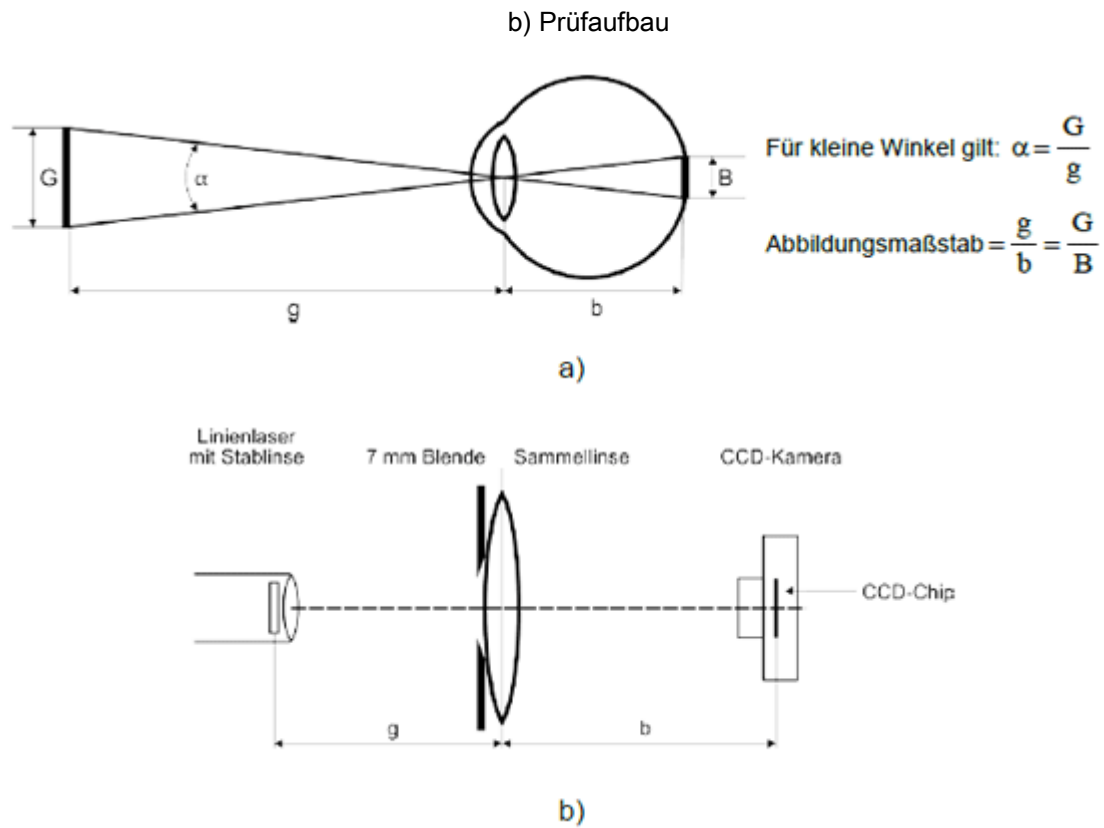 b) Prüfaufbau
G
α
B
g
b
Für kleine Winkel gilt: α = G/g
Abbildungsmaßstab = g/b = G/B
a)
Linienlaser
mit Stablinse
7 mm Blende
Sammellinse
CCD-Kamera
CCD-Chip
g
b
b)